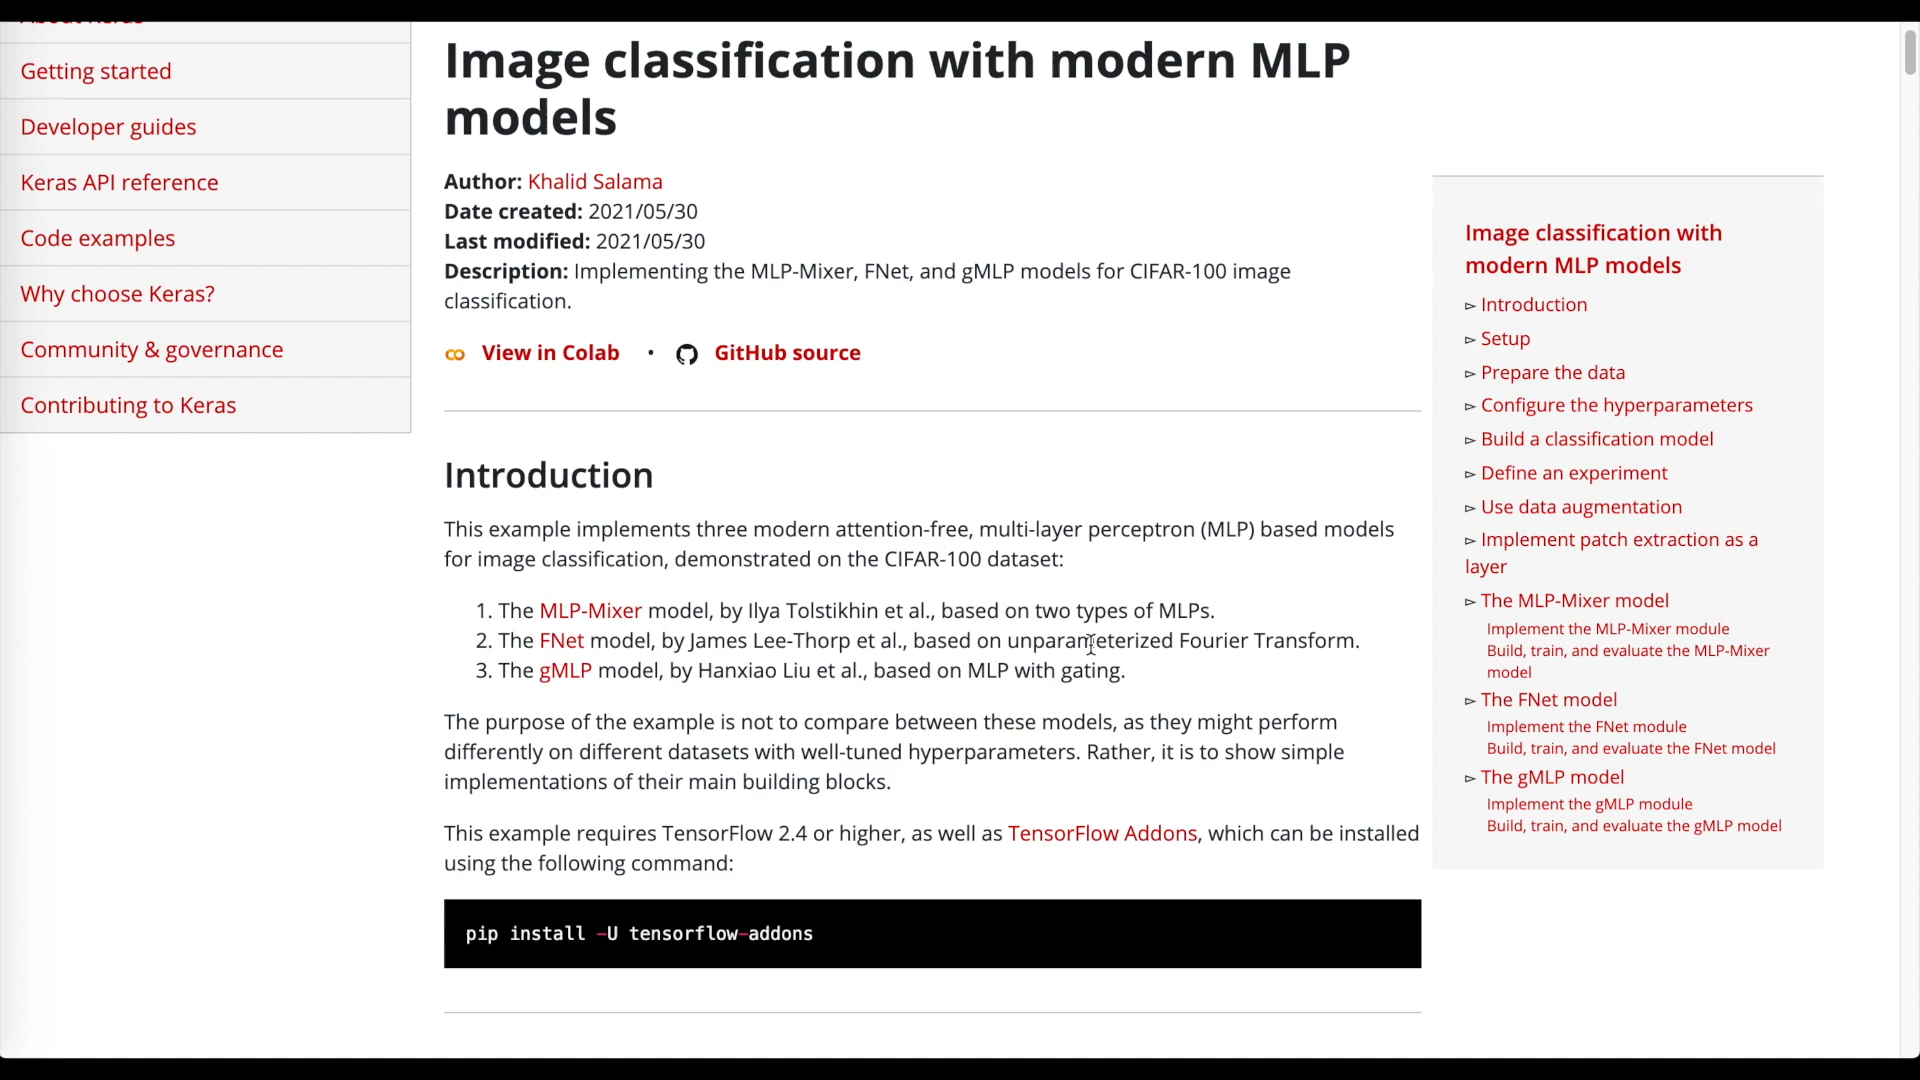 About Keras
Getting started
Developer guides
Keras API reference
Code examples
Why choose Keras?
Community & governance
Contributing to Keras
Image classification with modern MLP
models
Author: Khalid Salama
Date created: 2021/05/30
Last modified: 2021/05/30
Description: Implementing the MLP-Mixer, FNet, and gMLP models for CIFAR-100 image
classification.
View in Colab • GitHub source
Introduction
This example implements three modern attention-free, multi-layer perceptron (MLP) based models
for image classification, demonstrated on the CIFAR-100 dataset:
1. The MLP-Mixer model, by Ilya Tolstikhin et al., based on two types of MLPs.
2. The FNet model, by James Lee-Thorp et al., based on unparameterized Fourier Transform.
3. The gMLP model, by Hanxiao Liu et al., based on MLP with gating.
The purpose of the example is not to compare between these models, as they might perform
differently on different datasets with well-tuned hyperparameters. Rather, it is to show simple
implementations of their main building blocks.
This example requires TensorFlow 2.4 or higher, as well as TensorFlow Addons, which can be installed
using the following command:
pip install -U tensorflow-addons
Image classification with
modern MLP models
▻ Introduction
▻ Setup
▻ Prepare the data
▻ Configure the hyperparameters
▻ Build a classification model
▻ Define an experiment
▻ Use data augmentation
▻ Implement patch extraction as a
layer
▻ The MLP-Mixer model
Implement the MLP-Mixer module
Build, train, and evaluate the MLP-Mixer
model
▻ The FNet model
Implement the FNet module
Build, train, and evaluate the FNet model
▻ The gMLP model
Implement the gMLP module
Build, train, and evaluate the gMLP model